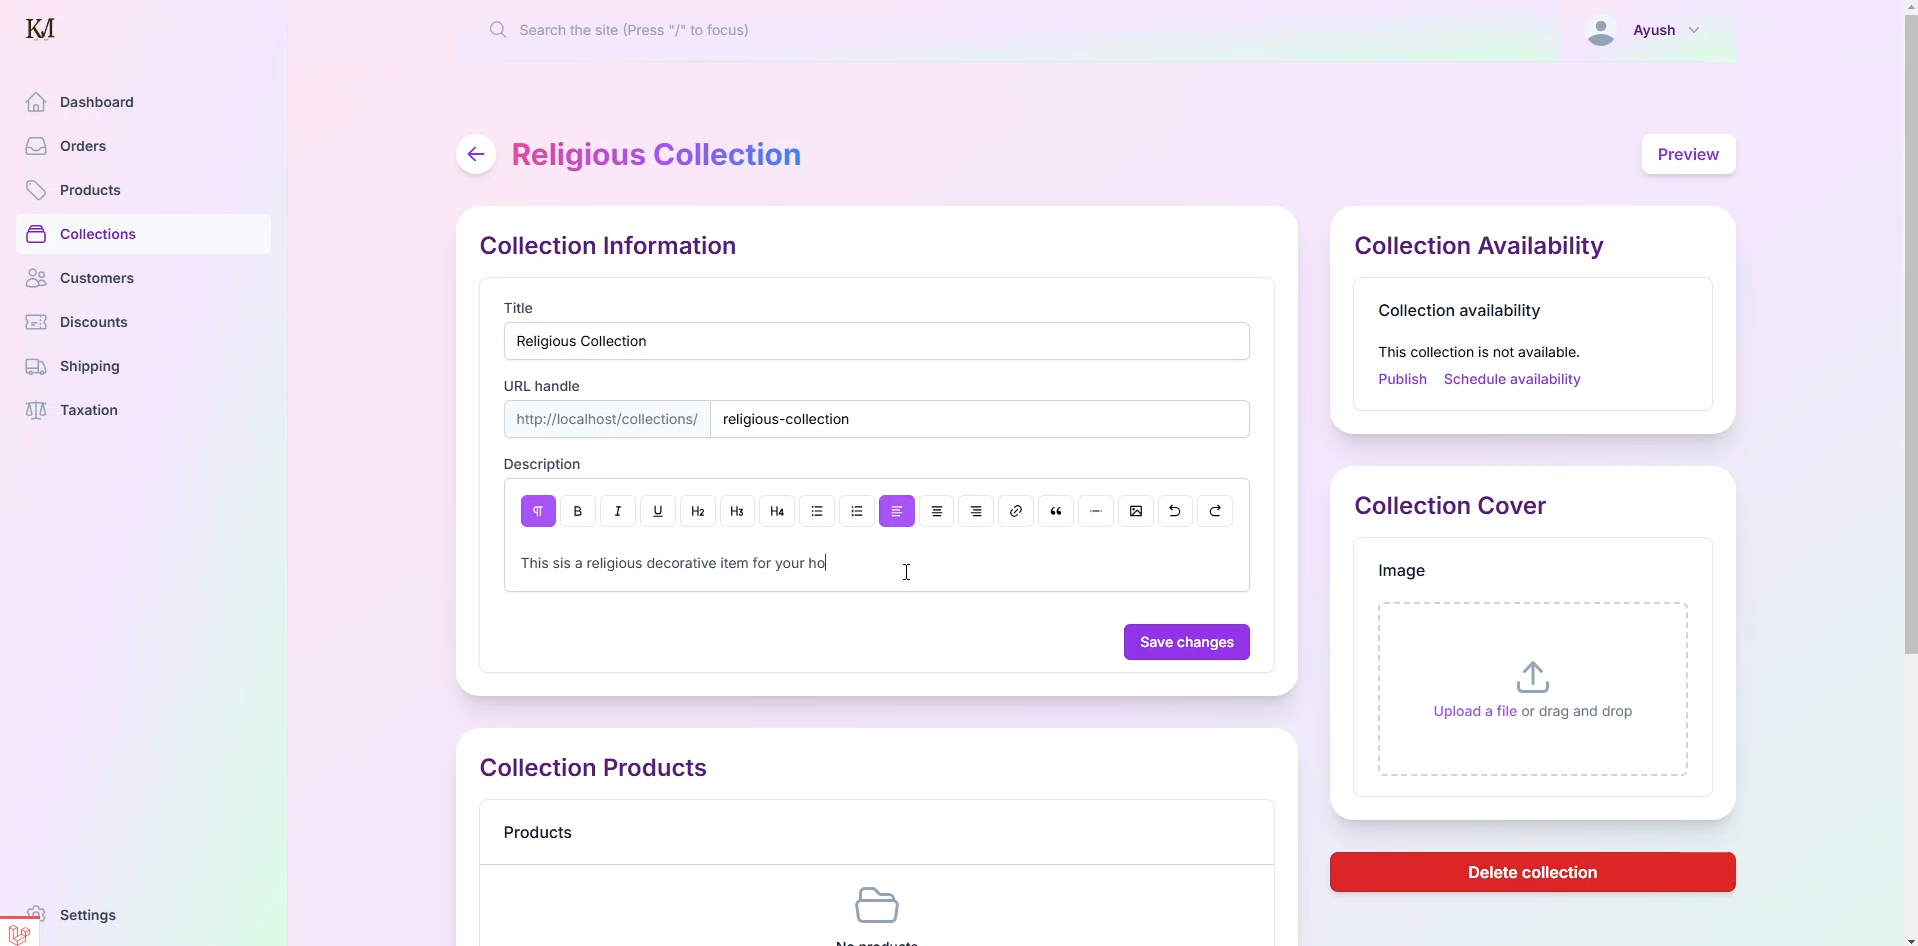 KM
Search the site (Press "/" to focus)
Ayush
Dashboard
Orders
Products
Collections
Customers
Discounts
Shipping
Taxation
Settings
Religious Collection
Preview
Collection Information
Title
Religious Collection
URL handle
http://localhost/collections/ religious-collection
Description
¶ B I U H2 H3 H4
This sis a religious decorative item for your ho
Save changes
Collection Products
Products
No products
Collection Availability
Collection availability
This collection is not available.
Publish Schedule availability
Collection Cover
Image
Upload a file or drag and drop
Delete collection